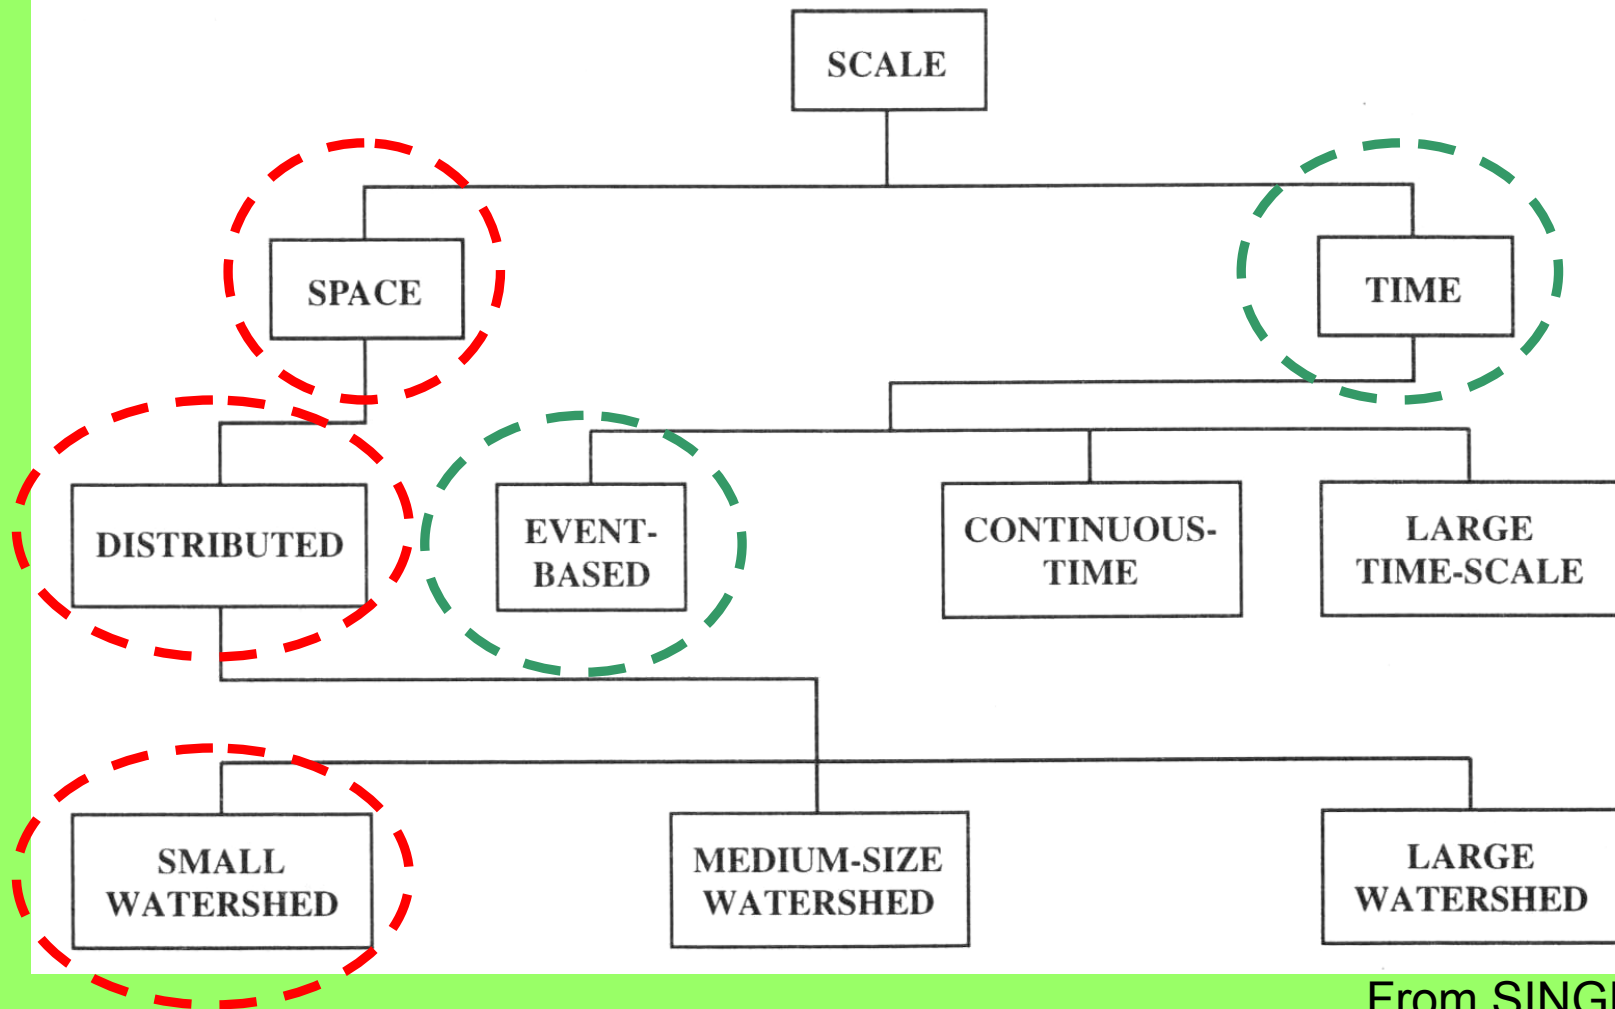 SCALE
SPACE
TIME
DISTRIBUTED
EVENT-
BASED
CONTINUOUS-
TIME
LARGE
TIME-SCALE
SMALL
WATERSHED
MEDIUM-SIZE
WATERSHED
LARGE
WATERSHED
From